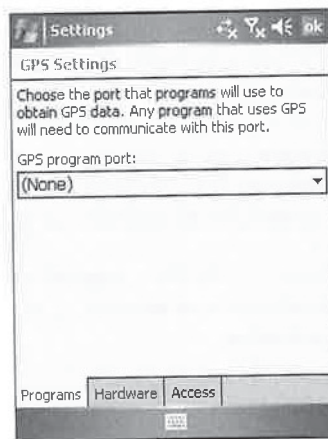 Settings ok
GPS Settings
Choose the port that programs will use to
obtain GPS data. Any program that uses GPS
will need to communicate with this port.
GPS program port:
(None)
Programs Hardware Access